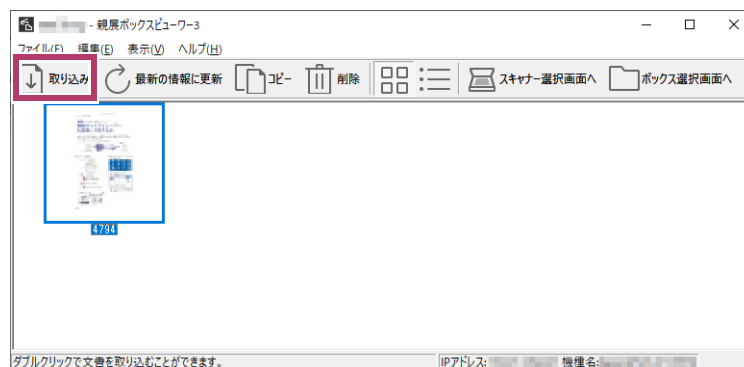 - 親展ボックスビューワー3
ファイル(F) 編集(E) 表示(V) ヘルプ(H)
取り込み 最新の情報に更新 コピー 削除 スキャナー選択画面へ ボックス選択画面へ
4794
ダブルクリックで文書を取り込むことができます。 IPアドレス: 機種名: